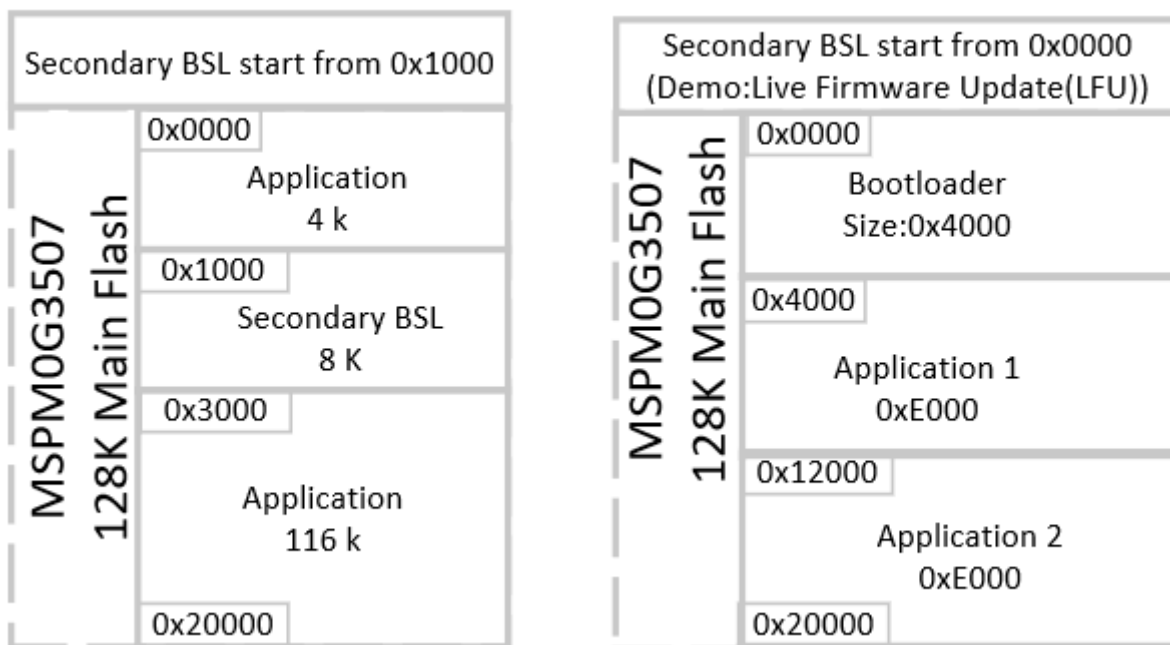 Secondary BSL start from 0x1000
MSPM0G3507
128K Main Flash
0x0000
Application
4 k
0x1000
Secondary BSL
8 K
0x3000
Application
116 k
0x20000
Secondary BSL start from 0x0000
(Demo:Live Firmware Update(LFU))
MSPM0G3507
128K Main Flash
0x0000
Bootloader
Size:0x4000
0x4000
Application 1
0xE000
0x12000
Application 2
0xE000
0x20000